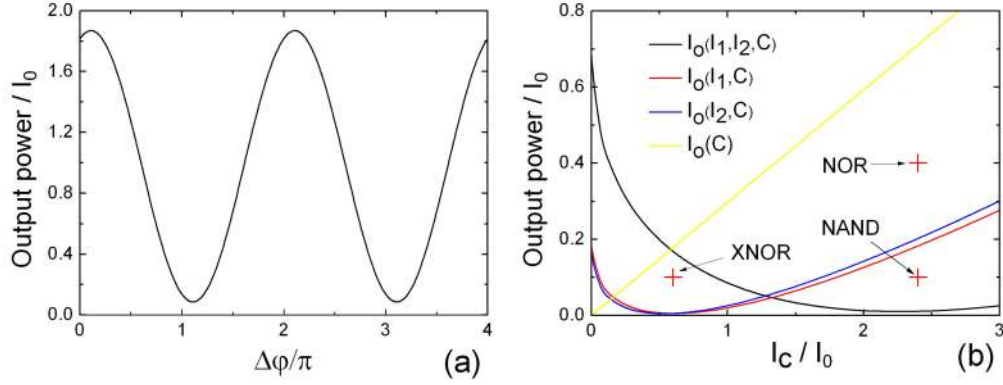 Output power / I0
2.0
1.6
1.2
0.8
0.4
0.0
0
1
2
3
4
Δφ/π
(a)
Output power / I0
0.8
0.6
0.4
0.2
0.0
0
1
2
3
IC / I0
(b)
Io(I1,I2,C)
Io(I1,C)
Io(I2,C)
Io(C)
NOR
XNOR
NAND